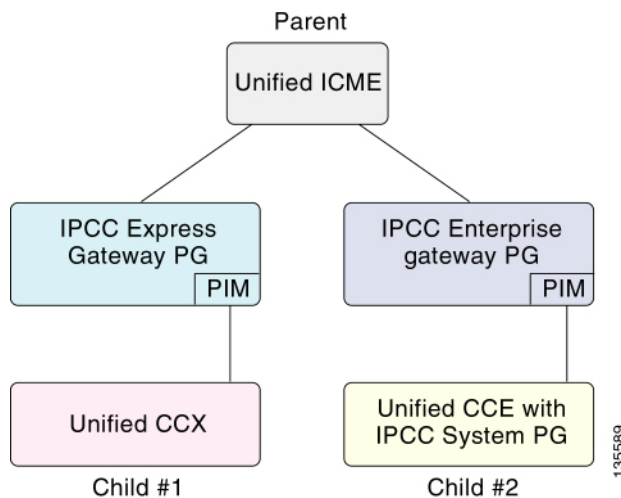 Parent
Unified ICME
IPCC Express
Gateway PG
PIM
IPCC Enterprise
gateway PG
PIM
Unified CCX
Unified CCE with
IPCC System PG
Child #1
Child #2
135589